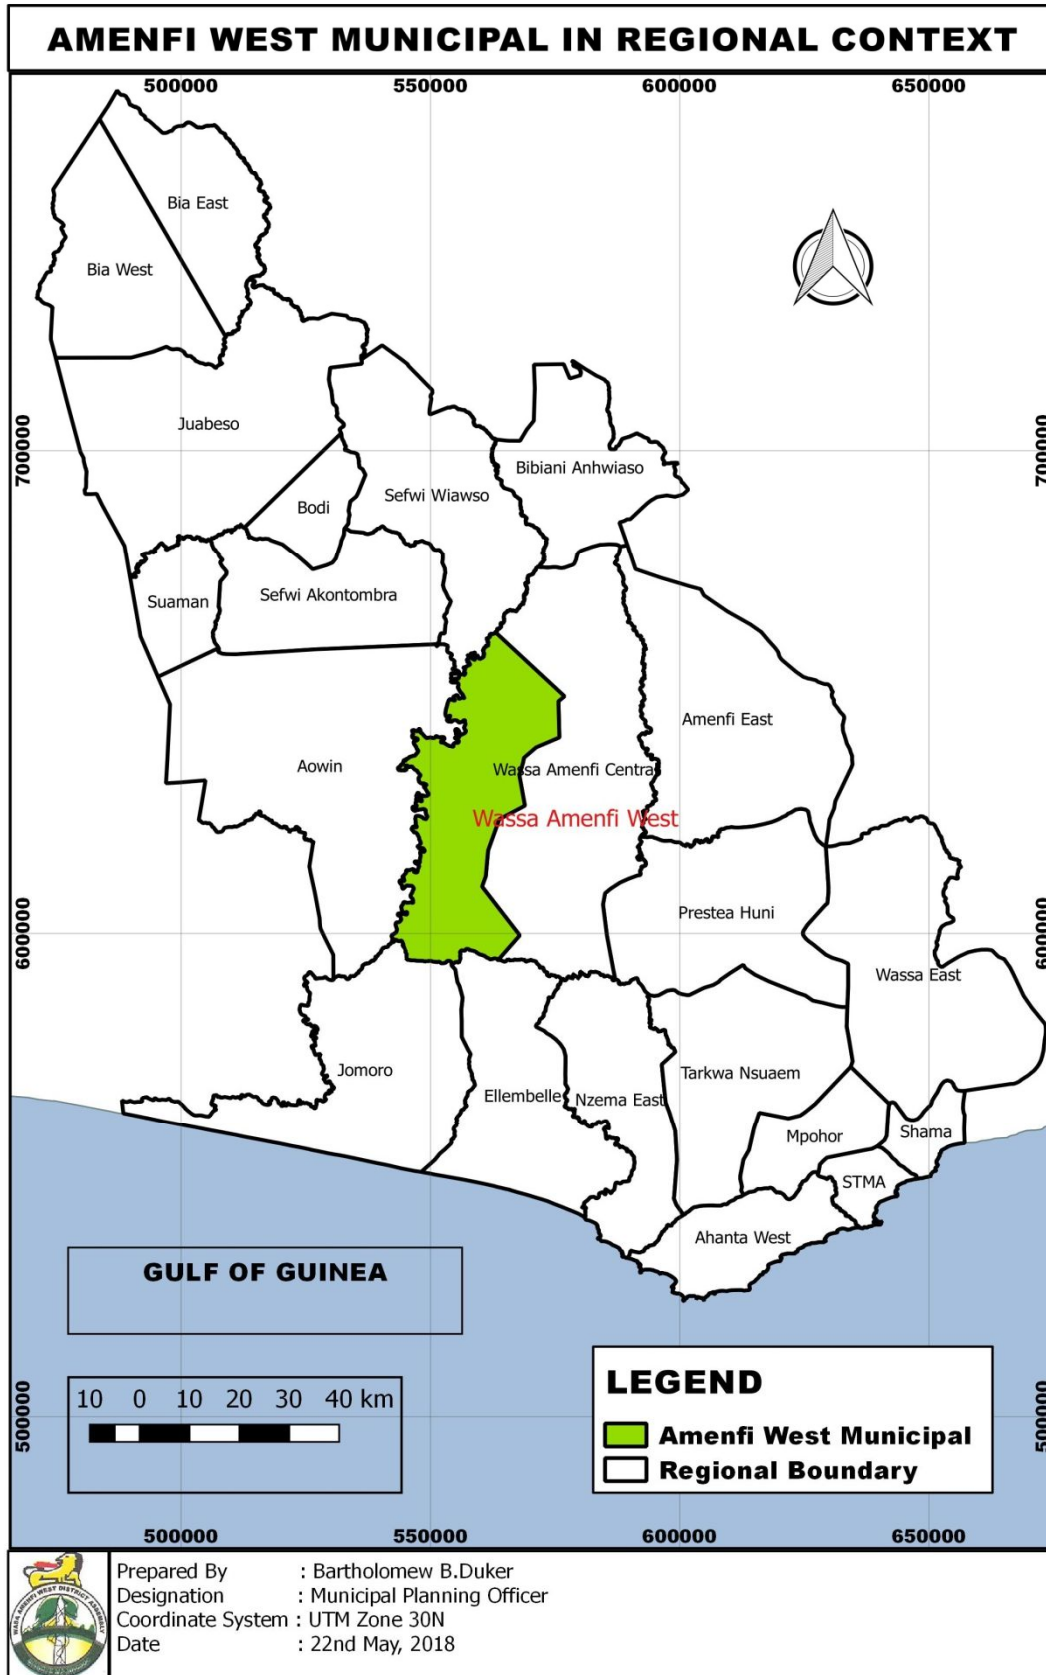 AMENFI WEST MUNICIPAL IN REGIONAL CONTEXT
500000 550000 600000 650000
Bia East
Bia West
Juabeso
700000
700000
Bibiani Anhwiaso
Sefwi Wiawso
Bodi
Sefwi Akontombra
Suaman
Amenfi East
Aowin
Wassa Amenfi Central
Wassa Amenfi West
Prestea Huni
600000
600000
Wassa East
Jomoro
Tarkwa Nsuaem
Ellembelle
Nzema East
Mpohor
Shama
STMA
Ahanta West
GULF OF GUINEA
10 0 10 20 30 40 km
LEGEND
Amenfi West Municipal
Regional Boundary
500000
500000
500000 550000 600000 650000
Prepared By : Bartholomew B.Duker
Designation : Municipal Planning Officer
Coordinate System : UTM Zone 30N
Date : 22nd May, 2018